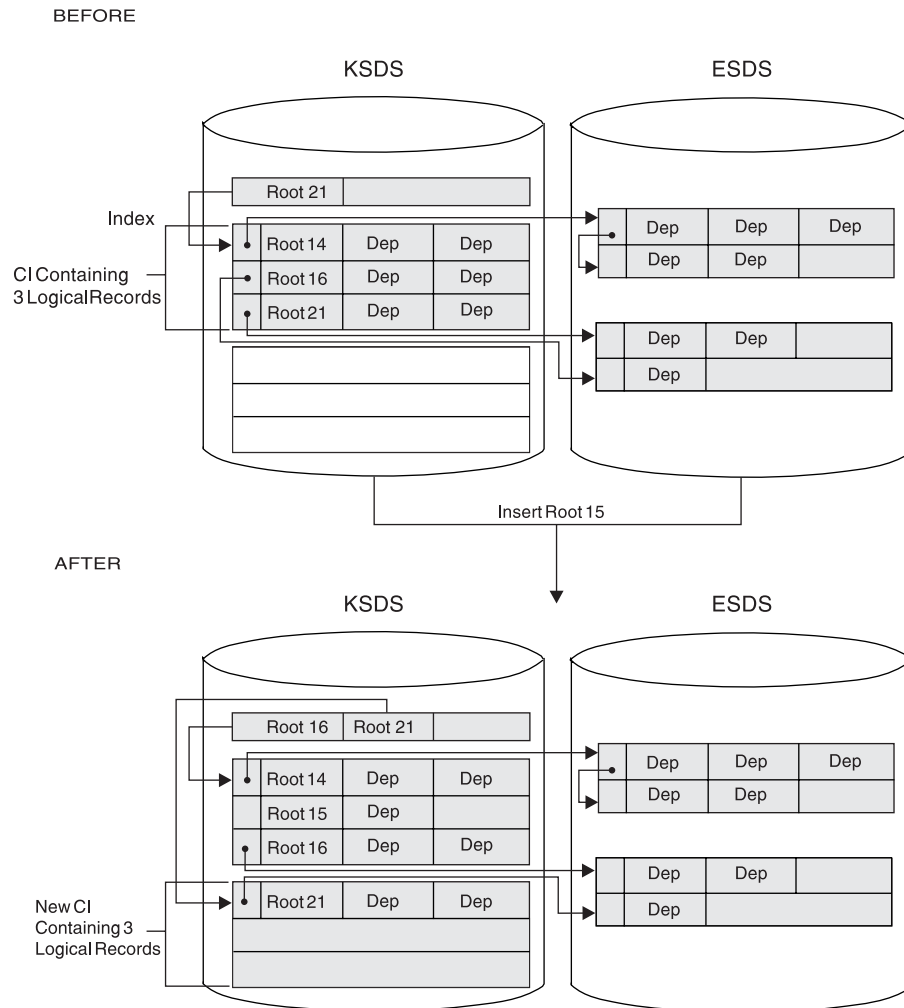 BEFORE
KSDS ESDS
Root 21
Index
Root 14 Dep Dep
Root 16 Dep Dep
Root 21 Dep Dep
CI Containing
3 Logical Records
Dep Dep Dep
Dep Dep
Dep Dep
Dep
Insert Root 15
AFTER
KSDS ESDS
Root 16 Root 21
Root 14 Dep Dep
Root 15 Dep
Root 16 Dep Dep
Root 21 Dep Dep
New CI
Containing 3
Logical Records
Dep Dep Dep
Dep Dep
Dep Dep
Dep